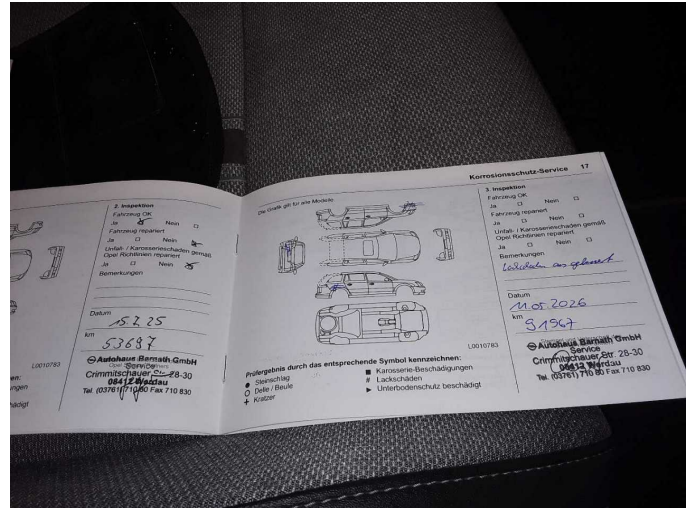 2. Inspektion
Fahrzeug OK
Ja Nein
Fahrzeug repariert
Ja Nein
Unfall- / Karosserieschaden gemäß
Opel Richtlinien repariert
Ja Nein
Bemerkungen
Datum
km
53697
L0010783
Autohaus Barnath GmbH
Service
Crimmitschauer Str. 28-30
08412 Werdau
Tel. (03761) 710 80 Fax 710 830
Korrosionsschutz-Service 17
Die Grafik gilt für alle Modelle
L0010783
Prüfergebnis durch das entsprechende Symbol kennzeichnen:
Steinschlag
Delle / Beule
+ Kratzer
Karosserie-Beschädigungen
# Lackschäden
Unterbodenschutz beschädigt
3. Inspektion
Fahrzeug OK
Ja Nein
Fahrzeug repariert
Ja Nein
Unfall- / Karosserieschaden gemäß
Opel Richtlinien repariert
Ja Nein
Bemerkungen
Datum
11.05.2026
km
91967
Autohaus Barnath GmbH
Service
Crimmitschauer Str. 28-30
08412 Werdau
Tel. (03761) 710 80 Fax 710 830